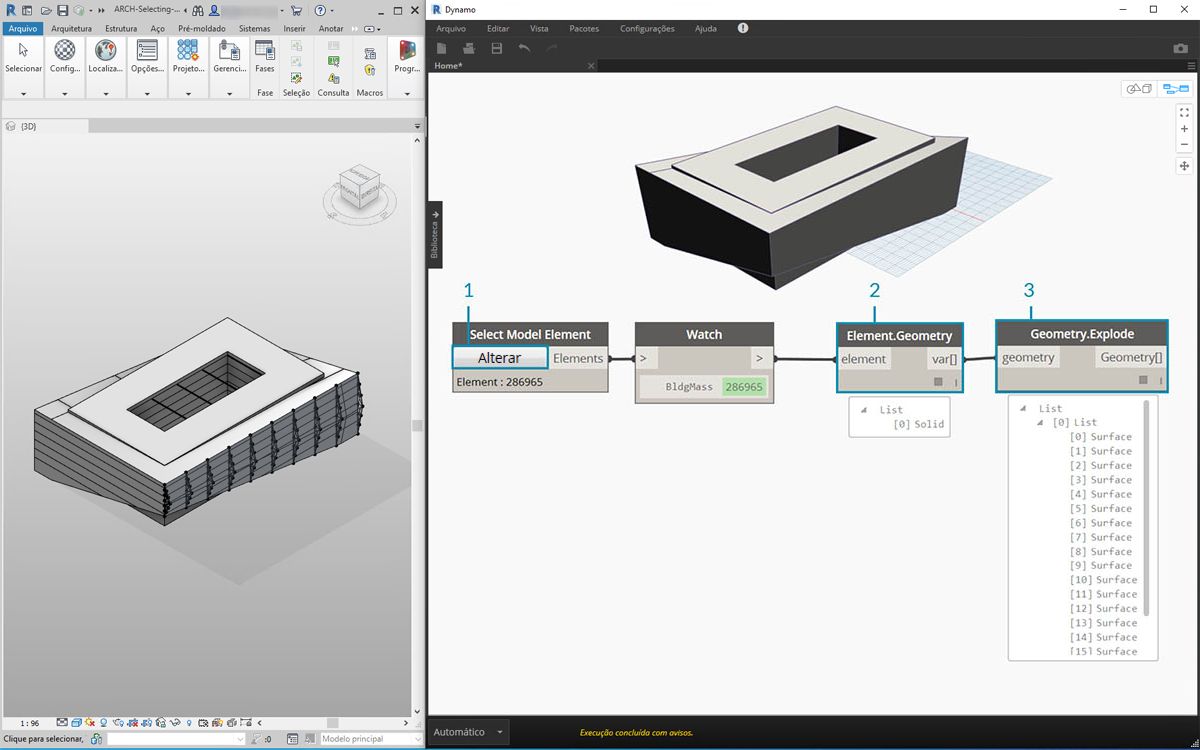 ARCH-Selecting-...
Arquivo Arquitetura Estrutura Aço Pré-moldado Sistemas Inserir Anotar
Selecionar Config... Localiza... Opções... Projeto... Gerenci... Fases Progr...
Fase Seleção Consulta Macros
{3D}
1 : 96
Clique para selecionar, :0 Modelo principal
Dynamo
Arquivo Editar Vista Pacotes Configurações Ajuda
Home*
Biblioteca
1
2
3
Select Model Element
Alterar Elements
Element : 286965
Watch
> >
BldgMass 286965
Element.Geometry
element var[]
List
[0] Solid
Geometry.Explode
geometry Geometry[]
List
[0] List
[0] Surface
[1] Surface
[2] Surface
[3] Surface
[4] Surface
[5] Surface
[6] Surface
[7] Surface
[8] Surface
[9] Surface
[10] Surface
[11] Surface
[12] Surface
[13] Surface
[14] Surface
[15] Surface
Automático
Execução concluída com avisos.